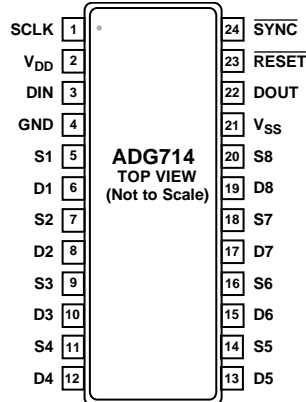 SCLK 1 24 SYNC
VDD 2 23 RESET
DIN 3 22 DOUT
GND 4 21 VSS
S1 5 20 S8
D1 6 19 D8
S2 7 18 S7
D2 8 17 D7
S3 9 16 S6
D3 10 15 D6
S4 11 14 S5
D4 12 13 D5
ADG714
TOP VIEW
(Not to Scale)